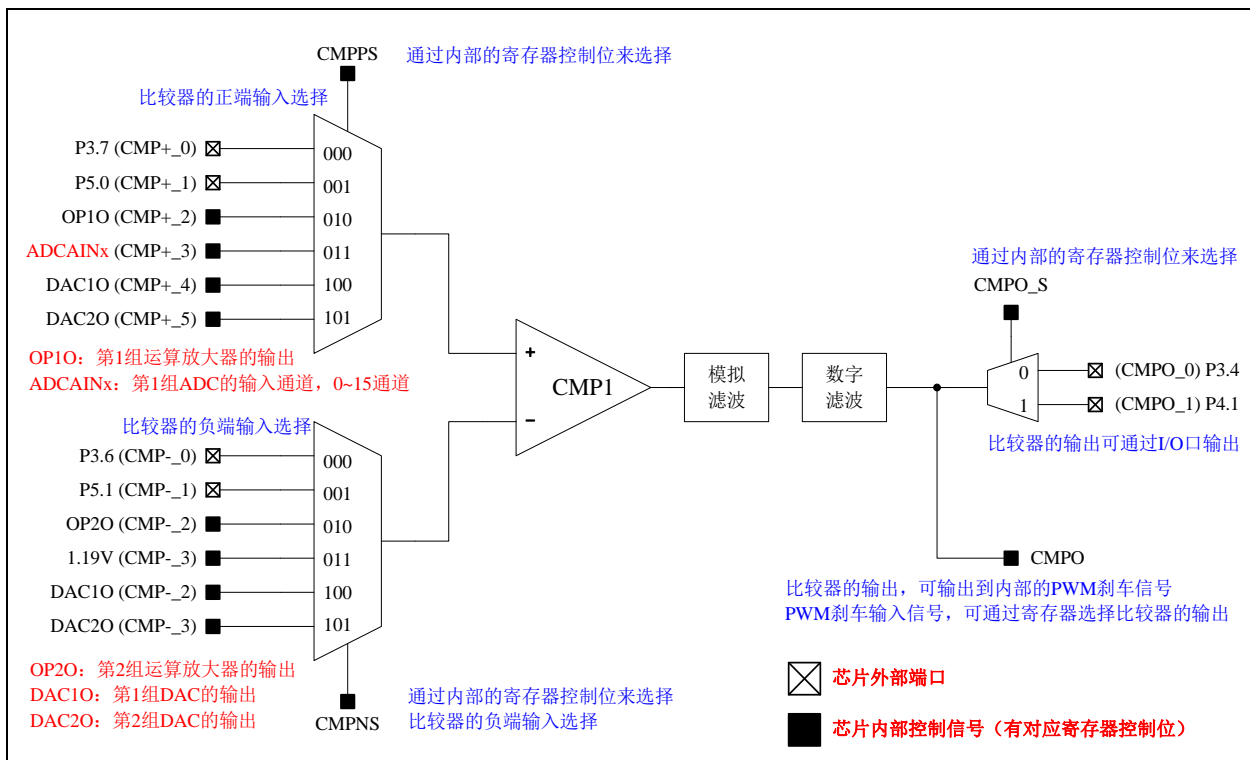 CMPPS
通过内部的寄存器控制位来选择
比较器的正端输入选择
P3.7 (CMP+_0)
000
P5.0 (CMP+_1)
001
OP1O (CMP+_2)
010
ADCAINx (CMP+_3)
011
DAC1O (CMP+_4)
100
DAC2O (CMP+_5)
101
OP1O：第1组运算放大器的输出
ADCAINx：第1组ADC的输入通道，0~15通道
比较器的负端输入选择
P3.6 (CMP-_0)
000
P5.1 (CMP-_1)
001
OP2O (CMP-_2)
010
1.19V (CMP-_3)
011
DAC1O (CMP-_2)
100
DAC2O (CMP-_3)
101
OP2O：第2组运算放大器的输出
DAC1O：第1组DAC的输出
DAC2O：第2组DAC的输出
CMPNS
通过内部的寄存器控制位来选择
比较器的负端输入选择
+
CMP1
−
模拟
滤波
数字
滤波
通过内部的寄存器控制位来选择
CMPO_S
0
(CMPO_0) P3.4
1
(CMPO_1) P4.1
比较器的输出可通过I/O口输出
CMPO
比较器的输出，可输出到内部的PWM刹车信号
PWM刹车输入信号，可通过寄存器选择比较器的输出
芯片外部端口
芯片内部控制信号（有对应寄存器控制位）